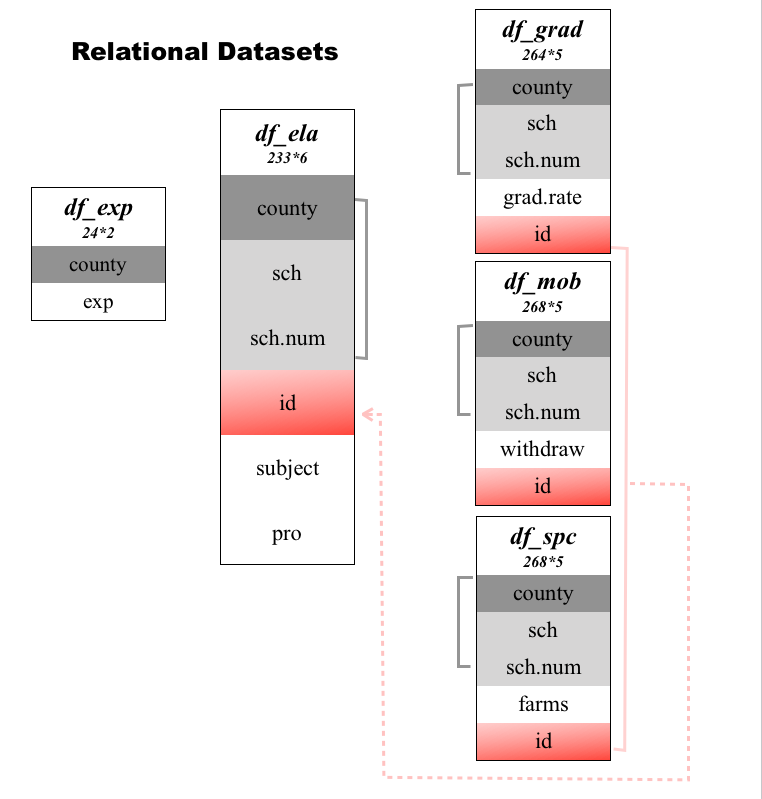 Relational Datasets
df_exp
24*2
county
exp
df_ela
233*6
county
sch
sch.num
id
subject
pro
df_grad
264*5
county
sch
sch.num
grad.rate
id
df_mob
268*5
county
sch
sch.num
withdraw
id
df_spc
268*5
county
sch
sch.num
farms
id